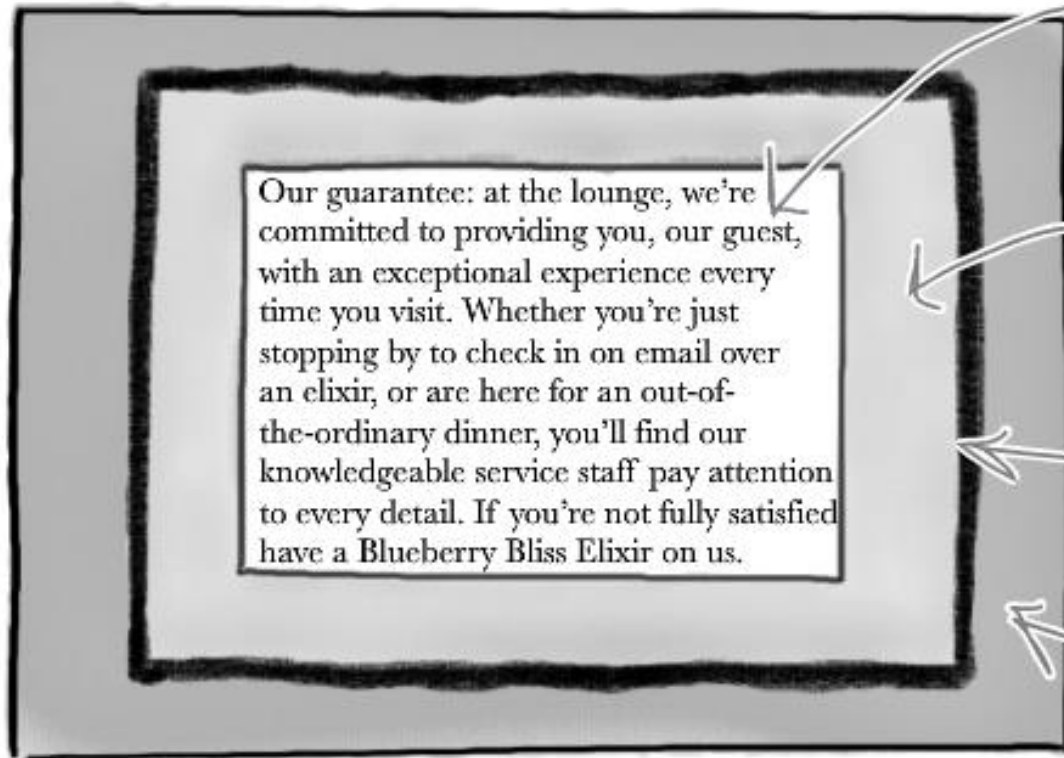 Our guarantee: at the lounge, we’re
committed to providing you, our guest,
with an exceptional experience every
time you visit. Whether you’re just
stopping by to check in on email over
an elixir, or are here for an out-of-
the-ordinary dinner, you’ll find our
knowledgeable service staff pay attention
to every detail. If you’re not fully satisfied
have a Blueberry Bliss Elixir on us.